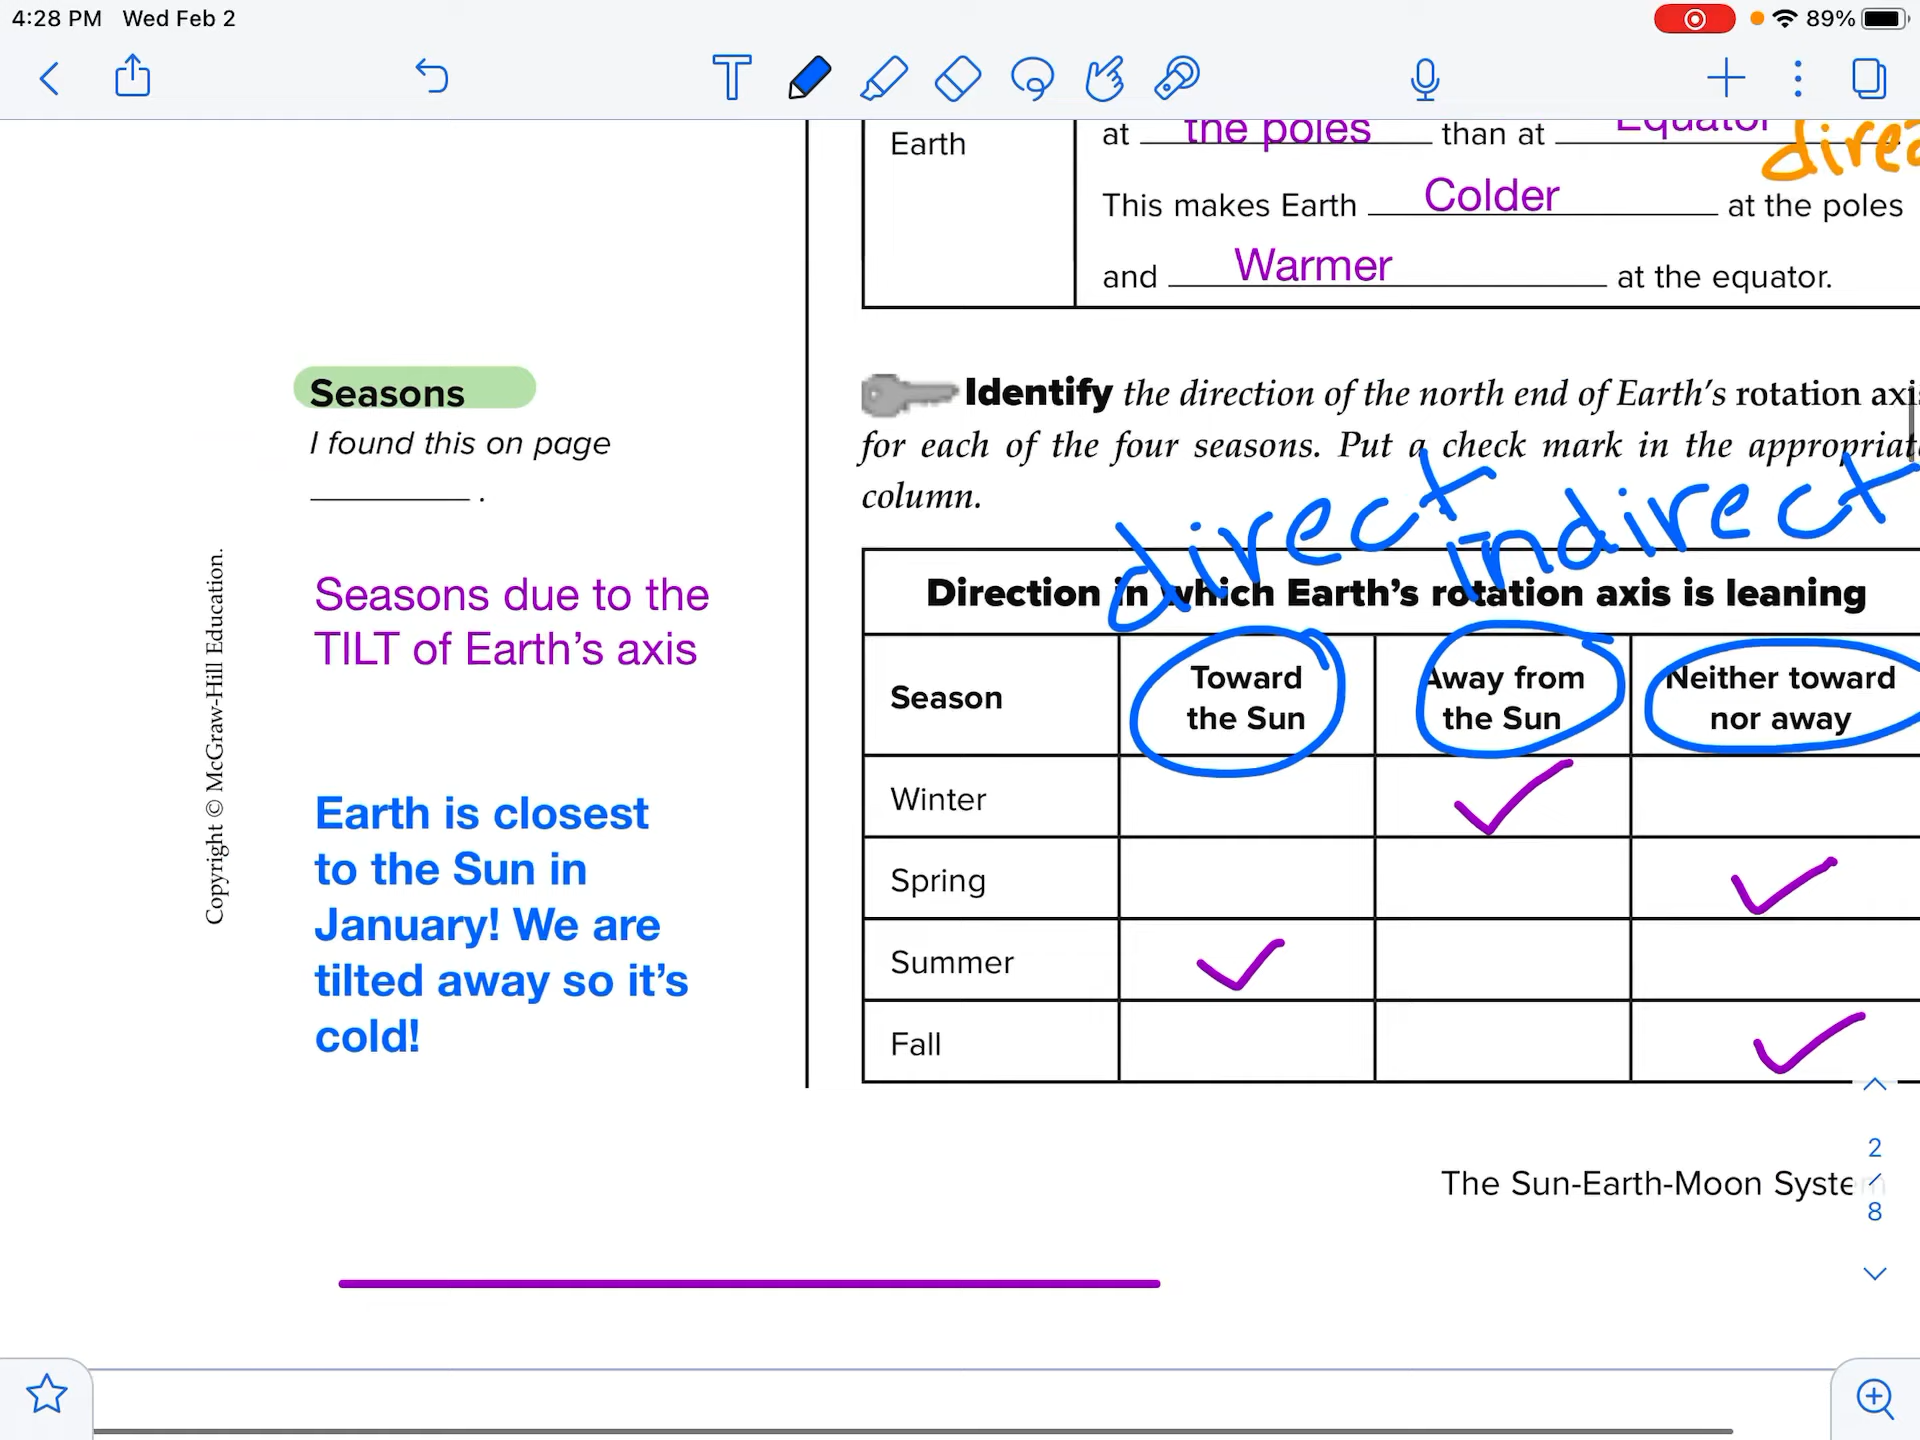 4:28 PM Wed Feb 2
89%
Earth
at the poles than at Equator
direc
This makes Earth Colder at the poles
and Warmer at the equator.
Seasons
I found this on page
.
Identify the direction of the north end of Earth's rotation axis
for each of the four seasons. Put a check mark in the appropriate
column.
direct indirect
Direction in which Earth's rotation axis is leaning
Season Toward the Sun Away from the Sun Neither toward nor away
Winter ✓
Spring ✓
Summer ✓
Fall ✓
Seasons due to the
TILT of Earth's axis
Earth is closest
to the Sun in
January! We are
tilted away so it's
cold!
Copyright © McGraw-Hill Education.
The Sun-Earth-Moon System
2
/
8